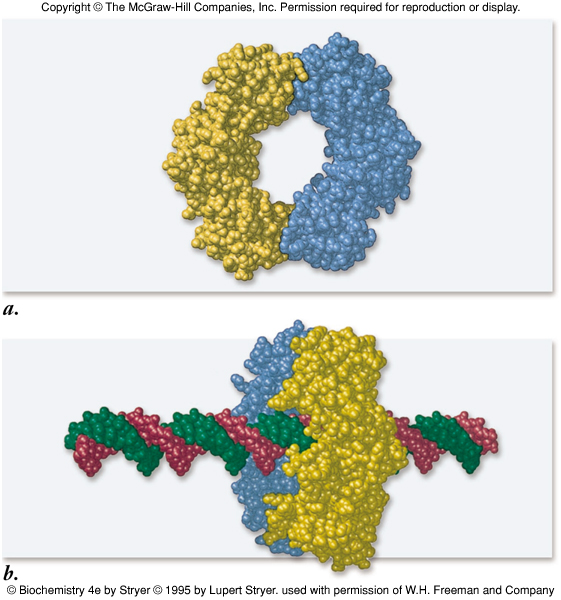 Copyright © The McGraw-Hill Companies, Inc. Permission required for reproduction or display.
a.
b.
© Biochemistry 4e by Stryer © 1995 by Lupert Stryer. used with permission of W.H. Freeman and Company